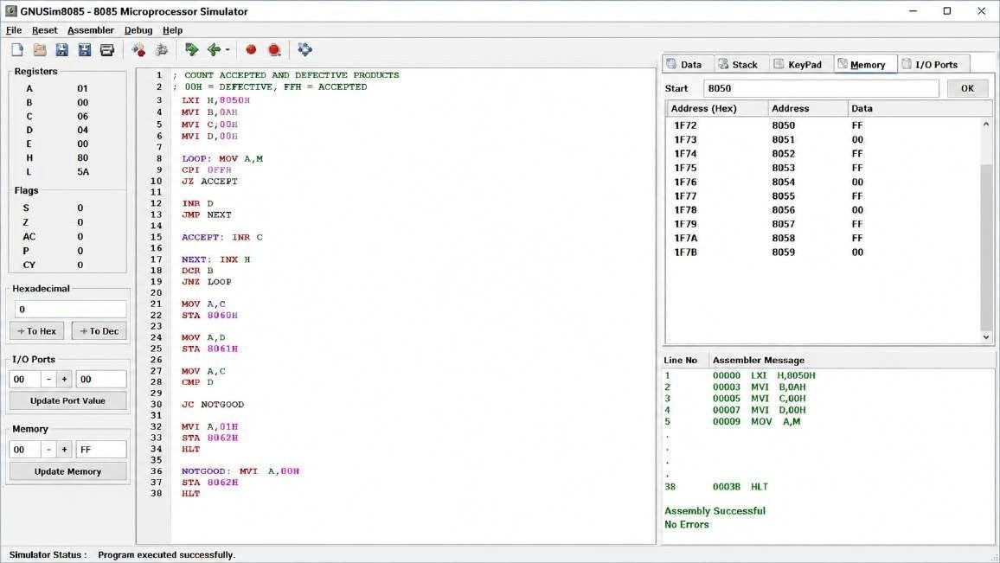 GNUSim8085 - 8085 Microprocessor Simulator
File Reset Assembler Debug Help
Registers
A 01
B 00
C 06
D 04
E 00
H 80
L 5A
Flags
S 0
Z 0
AC 0
P 0
CY 0
Hexadecimal
0
To Hex To Dec
I/O Ports
00 - + 00
Update Port Value
Memory
00 - + FF
Update Memory
1 ; COUNT ACCEPTED AND DEFECTIVE PRODUCTS
2 ; 00H = DEFECTIVE, FFH = ACCEPTED
3 LXI H,8050H
4 MVI B,0AH
5 MVI C;00H
6 MVI D,00H
7
8 LOOP: MOV A,M
9 CPI 0FFH
10 JZ ACCEPT
11
12 INR D
13 JMP NEXT
14
15 ACCEPT: INR C
16
17 NEXT: INX H
18 DCR B
19 JNZ LOOP
20
21 MOV A,C
22 STA 8060H
23
24 MOV A,D
25 STA 8061H
26
27 MOV A,C
28 CMP D
29
30 JC NOTGOOD
31
32 MVI A,01H
33 STA 8062H
34 HLT
35
36 NOTGOOD: MVI A,00H
37 STA 8062H
38 HLT
Data Stack KeyPad Memory I/O Ports
Start 8050 OK
Address (Hex) Address Data
1F72 8050 FF
1F73 8051 00
1F74 8052 FF
1F75 8053 FF
1F76 8054 00
1F77 8055 FF
1F78 8056 00
1F79 8057 FF
1F7A 8058 FF
1F7B 8059 00
Line No Assembler Message
1 00000 LXI H,8050H
2 00003 MVI B,0AH
3 00005 MVI C,00H
4 00007 MVI D,00H
5 00009 MOV A,M
.
.
.
.
38 0003B HLT
Assembly Successful
No Errors
Simulator Status : Program executed successfully.